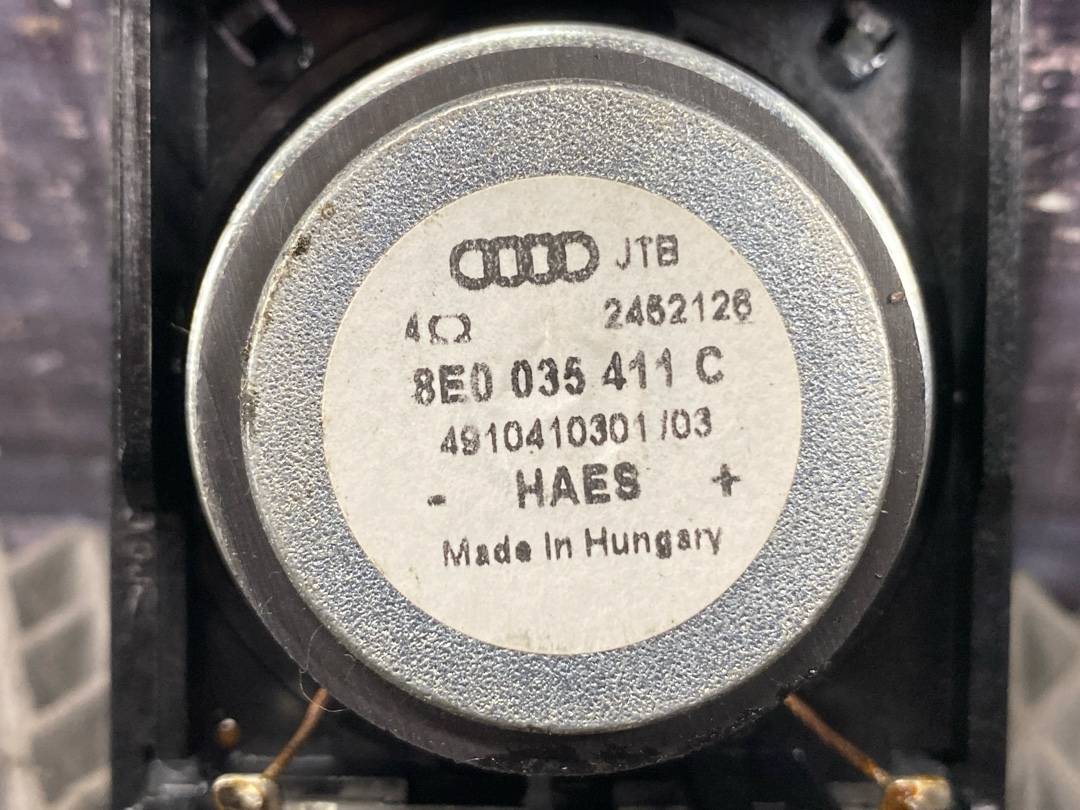 JTB
4Ω 2452126
8E0 035 411 C
4910410301/03
- HAES +
Made In Hungary